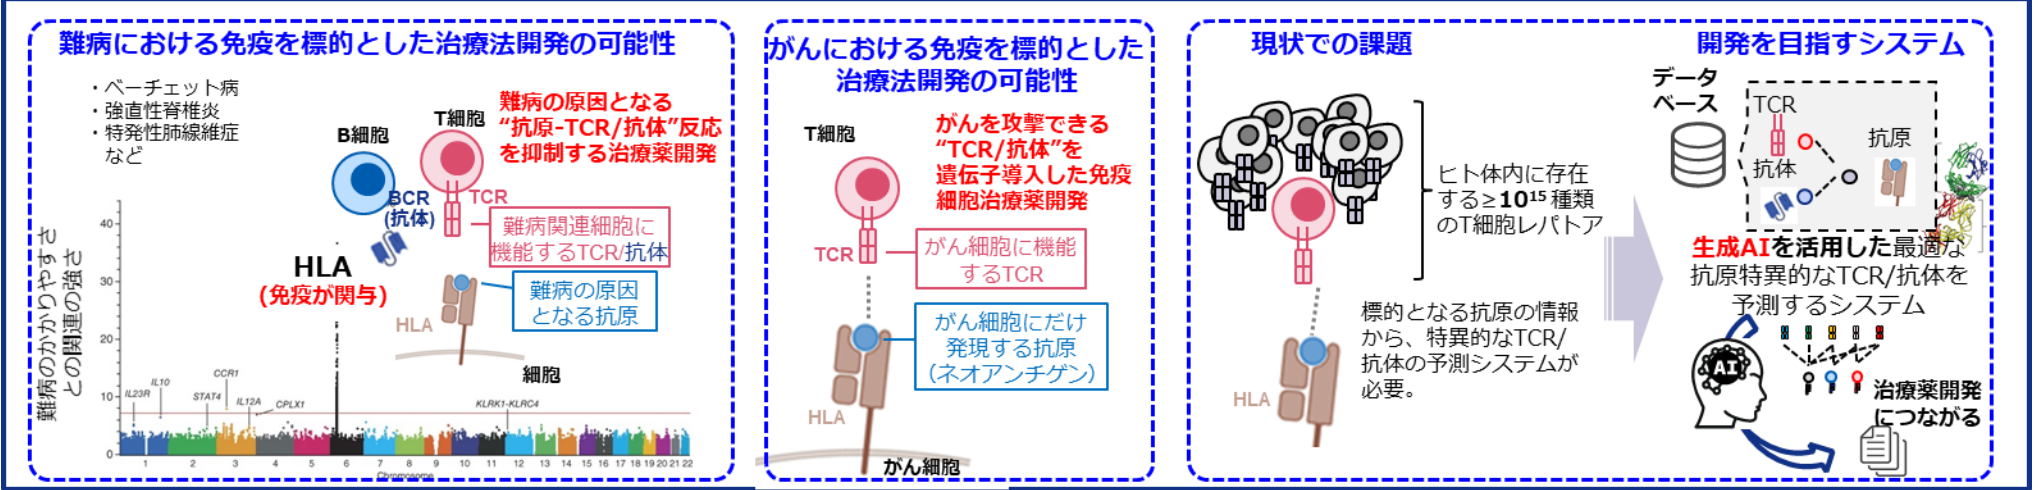 難病における免疫を標的とした治療法開発の可能性
・ベーチェット病
・強直性脊椎炎
・特発性肺線維症
など
B細胞
T細胞
難病の原因となる
“抗原-TCR/抗体”反応
を抑制する治療薬開発
BCR
(抗体)
TCR
難病関連細胞に
機能するTCR/抗体
HLA
(免疫が関与)
難病の原因
となる抗原
HLA
細胞
難病のかかりやすさ
との関連の強さ
40
30
20
10
0
IL23R
IL10
STAT4
CCR1
IL12A
CPLX1
KLRK1-KLRC4
1 2 3 4 5 6 7 8 9 10 11 12 13 14 15 16 17 18 19 20 21 22
Chromosome
がんにおける免疫を標的とした
治療法開発の可能性
T細胞
がんを攻撃できる
“TCR/抗体”を
遺伝子導入した免疫
細胞治療薬開発
TCR
がん細胞に機能
するTCR
がん細胞にだけ
発現する抗原
（ネオアンチゲン）
HLA
がん細胞
現状での課題
ヒト体内に存在
する≥10¹⁵種類
のT細胞レパトア
標的となる抗原の情報
から、特異的なTCR/
抗体の予測システムが
必要。
HLA
開発を目指すシステム
データ
ベース
TCR
抗体
抗原
生成AIを活用した最適な
抗原特異的なTCR/抗体を
予測するシステム
AI
治療薬開発
につながる